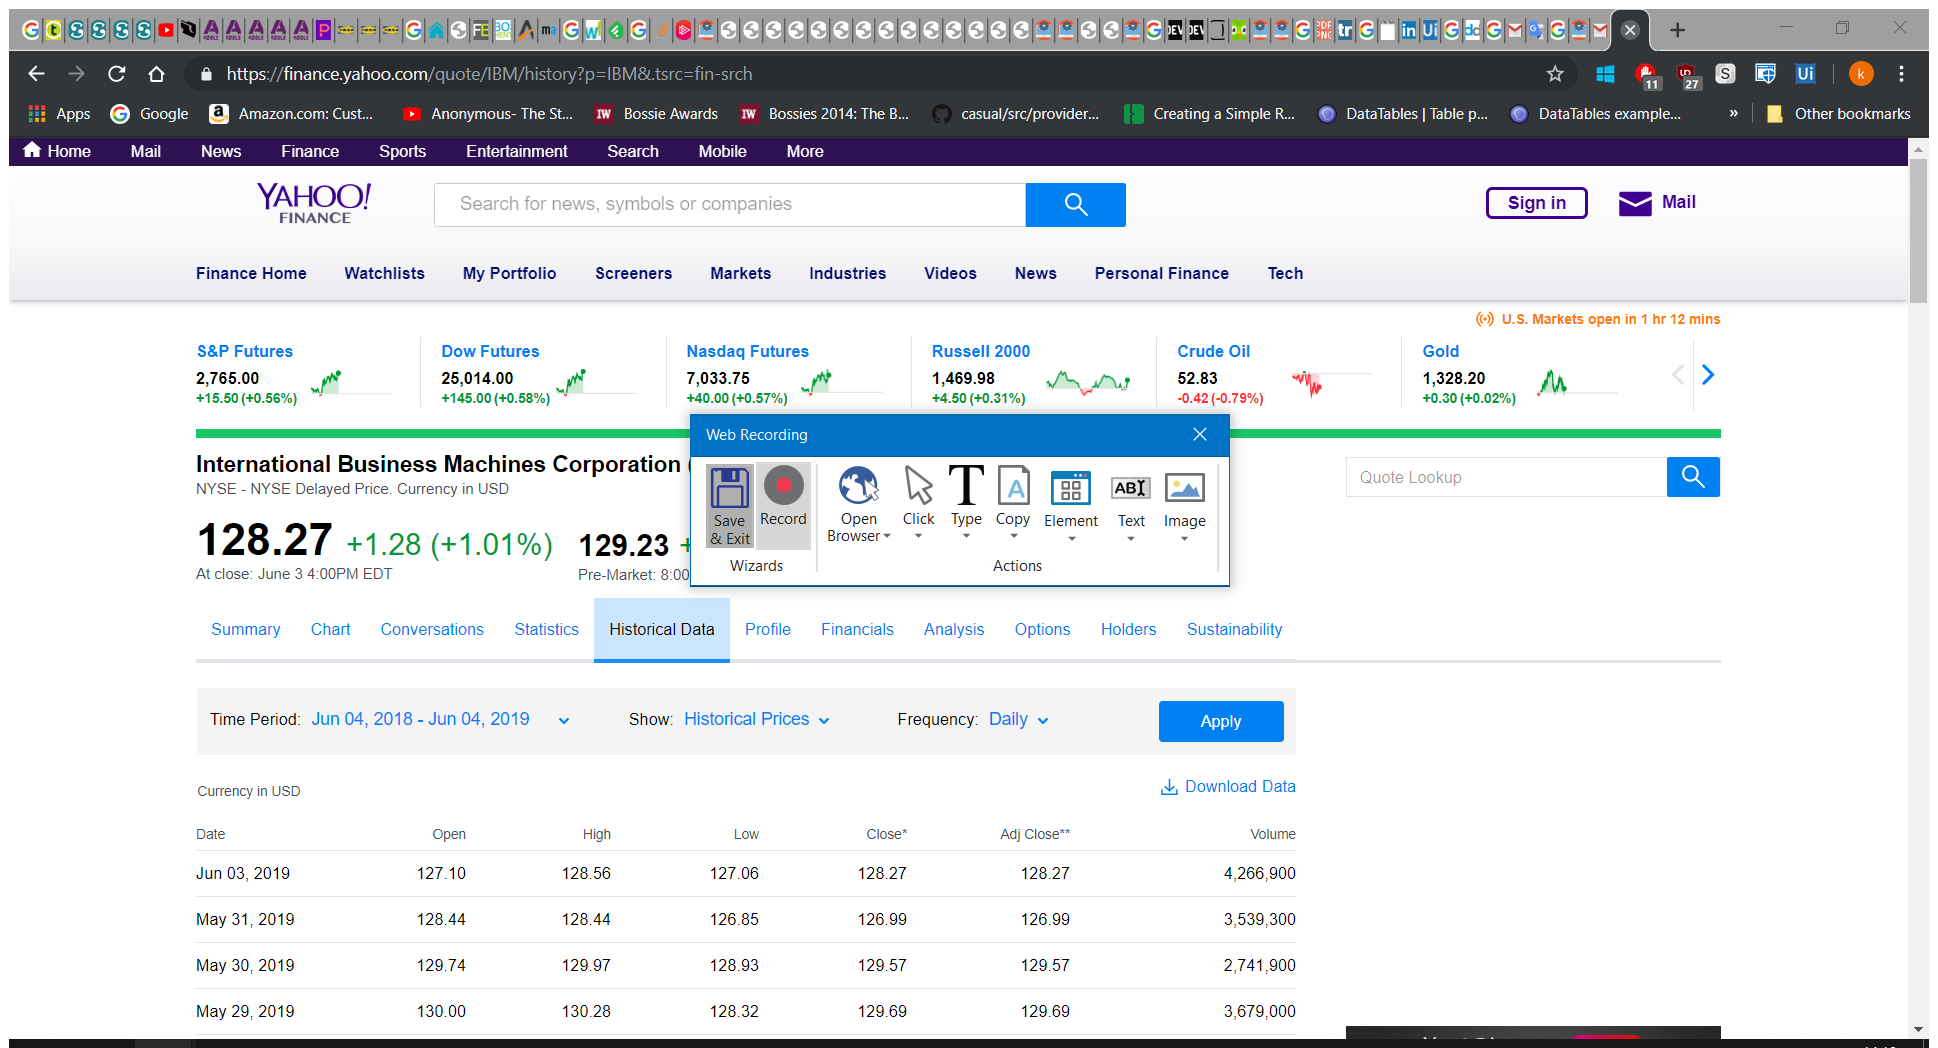 https://finance.yahoo.com/quote/IBM/history?p=IBM&.tsrc=fin-srch
11 27 S Ui k
Apps Google Amazon.com: Cust... Anonymous- The St... Bossie Awards Bossies 2014: The B... casual/src/provider... Creating a Simple R... DataTables | Table p... DataTables example... » Other bookmarks
Home Mail News Finance Sports Entertainment Search Mobile More
YAHOO!
FINANCE
Search for news, symbols or companies
Sign in Mail
Finance Home Watchlists My Portfolio Screeners Markets Industries Videos News Personal Finance Tech
U.S. Markets open in 1 hr 12 mins
S&P Futures Dow Futures Nasdaq Futures Russell 2000 Crude Oil Gold
2,765.00 25,014.00 7,033.75 1,469.98 52.83 1,328.20
+15.50 (+0.56%) +145.00 (+0.58%) +40.00 (+0.57%) +4.50 (+0.31%) -0.42 (-0.79%) +0.30 (+0.02%)
Web Recording
Save & Exit Record Open Browser Click Type Copy Element Text Image
Wizards Actions
International Business Machines Corporation (
NYSE - NYSE Delayed Price. Currency in USD
Quote Lookup
128.27 +1.28 (+1.01%) 129.23 +
At close: June 3 4:00PM EDT Pre-Market: 8:00
Summary Chart Conversations Statistics Historical Data Profile Financials Analysis Options Holders Sustainability
Time Period: Jun 04, 2018 - Jun 04, 2019 Show: Historical Prices Frequency: Daily Apply
Currency in USD Download Data
Date Open High Low Close* Adj Close** Volume
Jun 03, 2019 127.10 128.56 127.06 128.27 128.27 4,266,900
May 31, 2019 128.44 128.44 126.85 126.99 126.99 3,539,300
May 30, 2019 129.74 129.97 128.93 129.57 129.57 2,741,900
May 29, 2019 130.00 130.28 128.32 129.69 129.69 3,679,000